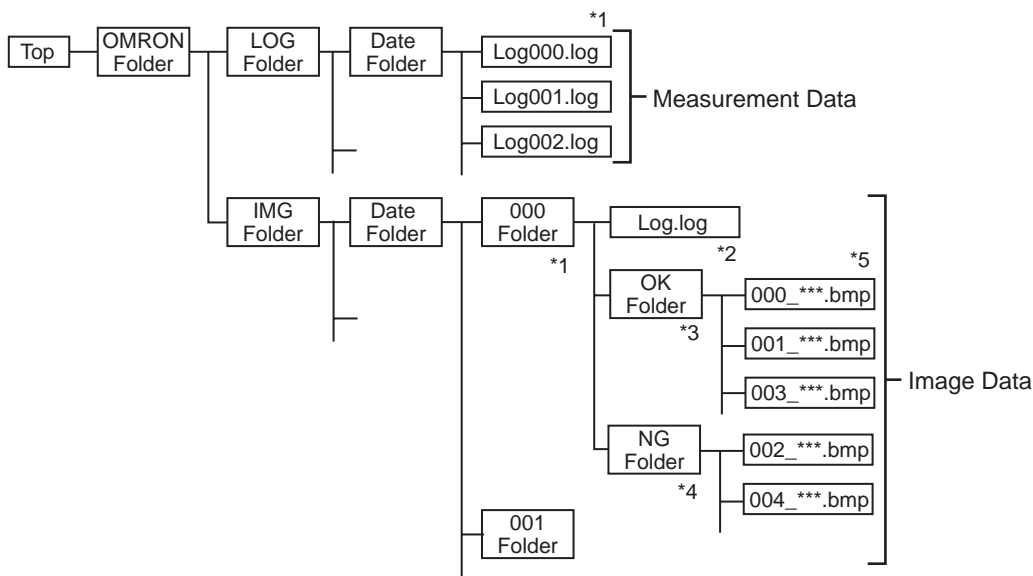 *1
Top
OMRON
Folder
LOG
Folder
Date
Folder
Log000.log
Log001.log
Log002.log
Measurement Data
IMG
Folder
Date
Folder
000
Folder
*1
Log.log
*2
OK
Folder
*3
*5
000_***.bmp
001_***.bmp
003_***.bmp
Image Data
NG
Folder
*4
002_***.bmp
004_***.bmp
001
Folder